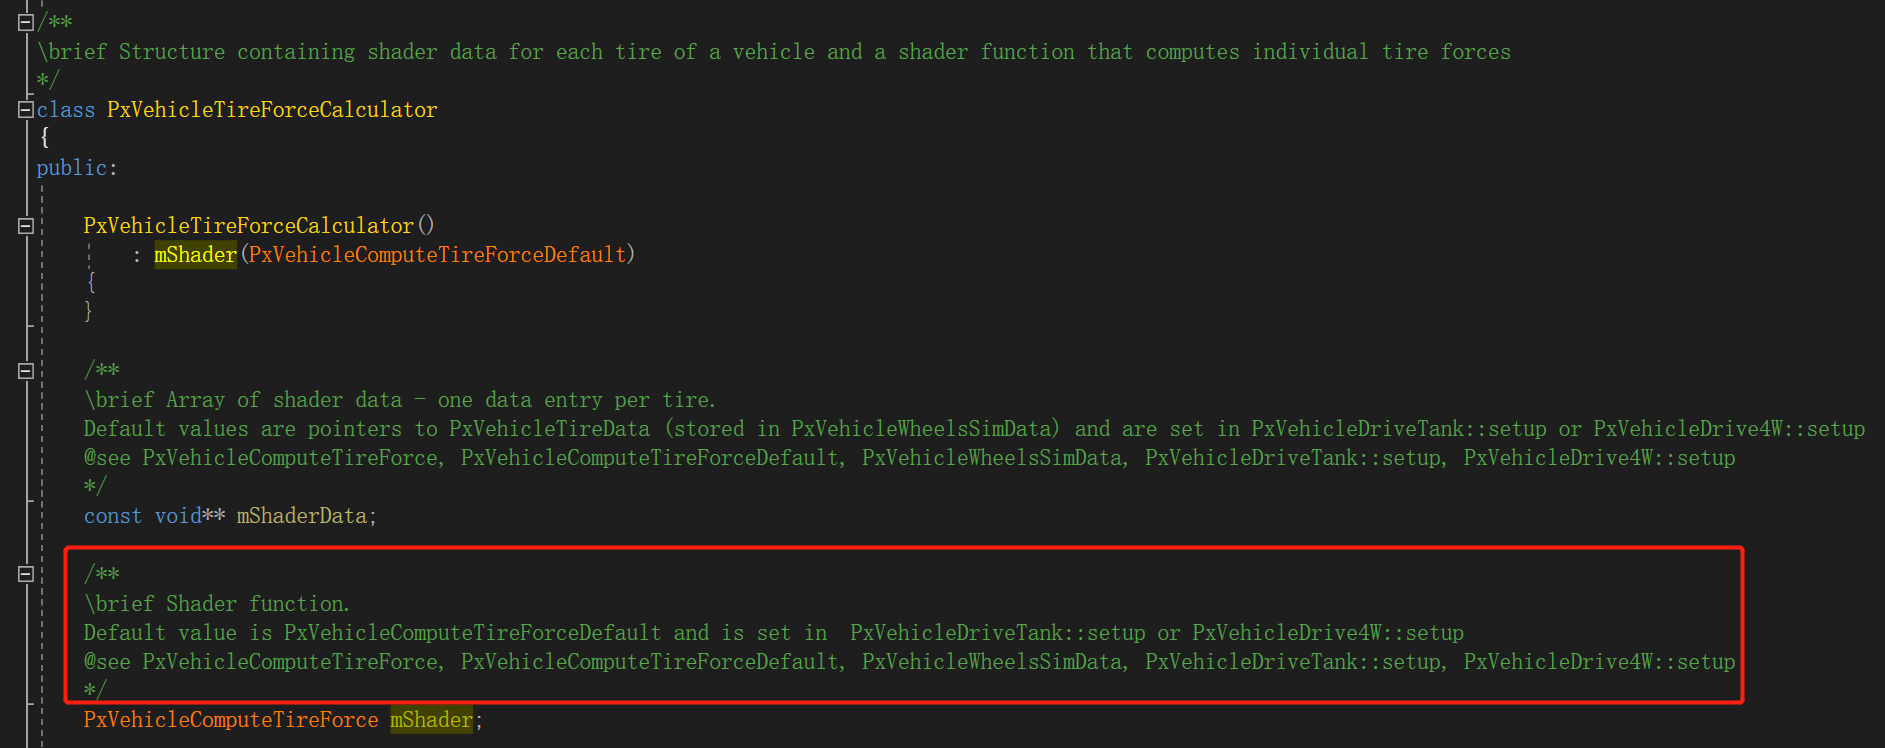 /**
\brief Structure containing shader data for each tire of a vehicle and a shader function that computes individual tire forces
*/
class PxVehicleTireForceCalculator
{
public:
PxVehicleTireForceCalculator()
: mShader(PxVehicleComputeTireForceDefault)
{
}
/**
\brief Array of shader data - one data entry per tire.
Default values are pointers to PxVehicleTireData (stored in PxVehicleWheelsSimData) and are set in PxVehicleDriveTank::setup or PxVehicleDrive4W::setup
@see PxVehicleComputeTireForce, PxVehicleComputeTireForceDefault, PxVehicleWheelsSimData, PxVehicleDriveTank::setup, PxVehicleDrive4W::setup
*/
const void** mShaderData;
/**
\brief Shader function.
Default value is PxVehicleComputeTireForceDefault and is set in  PxVehicleDriveTank::setup or PxVehicleDrive4W::setup
@see PxVehicleComputeTireForce, PxVehicleComputeTireForceDefault, PxVehicleWheelsSimData, PxVehicleDriveTank::setup, PxVehicleDrive4W::setup
*/
PxVehicleComputeTireForce mShader;